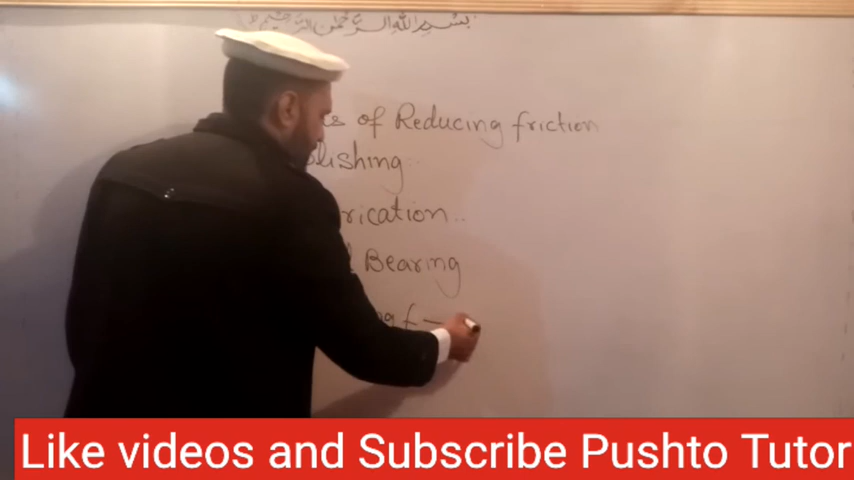 بسم الله الرحمن الرحيم
of Reducing friction
lishing
rication
Bearing
Like videos and Subscribe Pushto Tutor